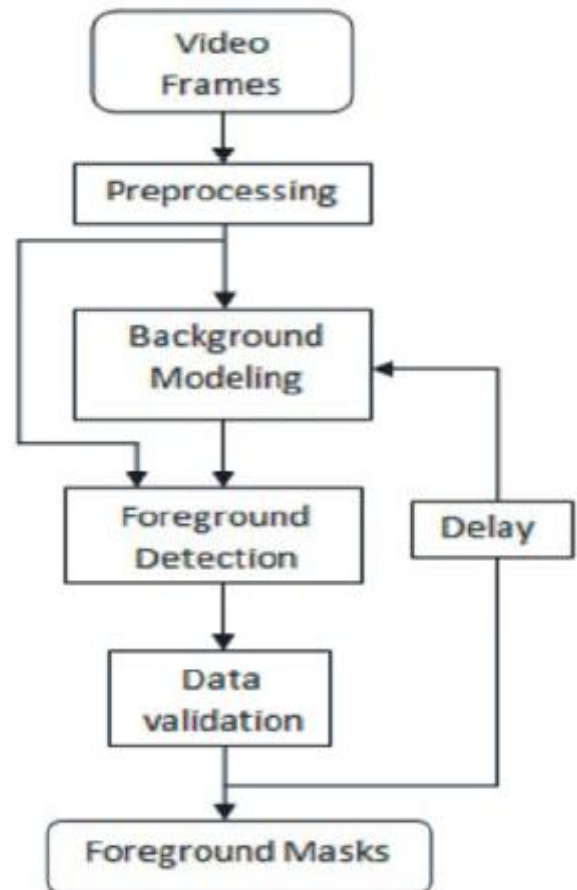 Video
Frames
Preprocessing
Background
Modeling
Foreground
Detection
Delay
Data
validation
Foreground Masks